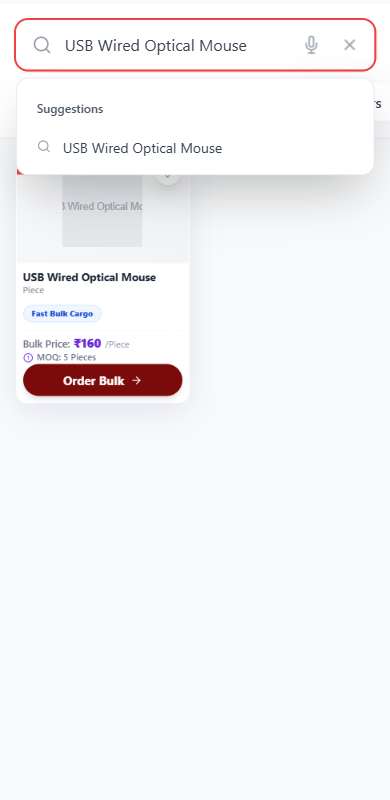 USB Wired Optical Mouse
Suggestions
USB Wired Optical Mouse
Wired Optical
USB Wired Optical Mouse
Piece
Fast Bulk Cargo
Bulk Price: ₹160 /Piece
MOQ: 5 Pieces
Order Bulk →